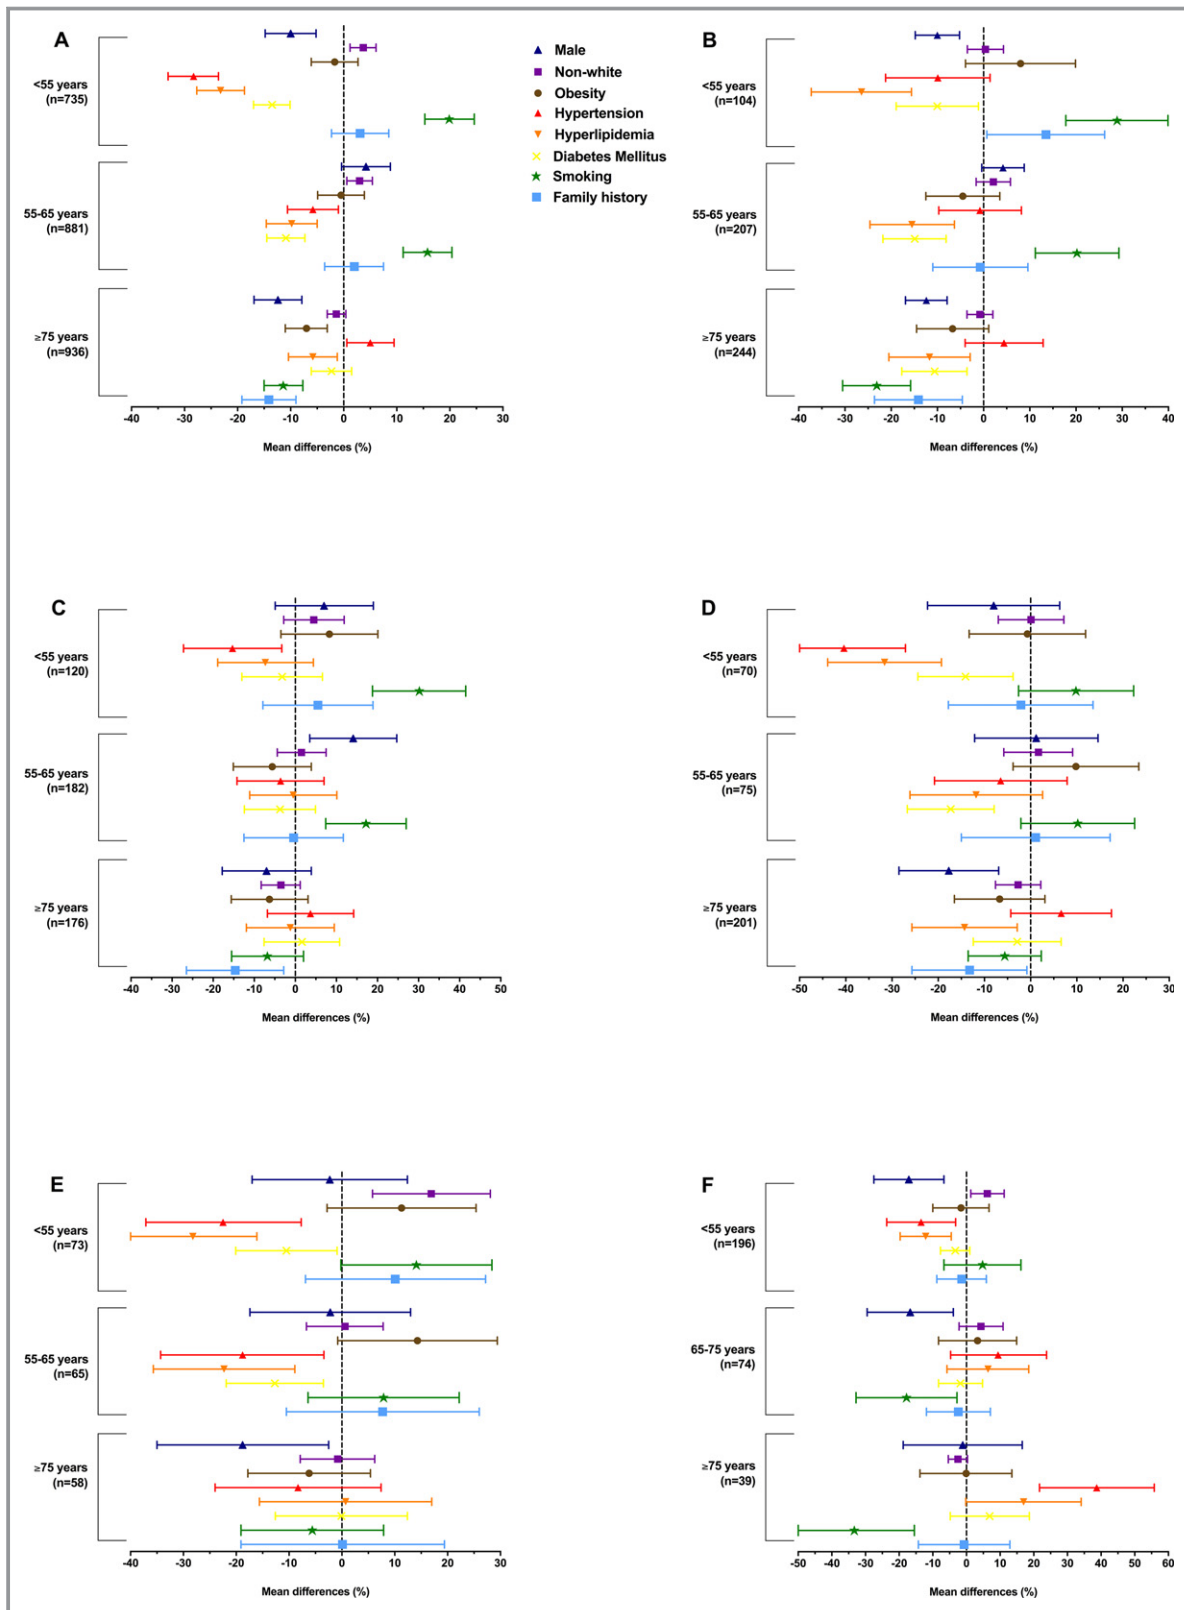 A
<55 years
(n=735)
55-65 years
(n=881)
≥75 years
(n=936)
-40 -30 -20 -10 0 10 20 30
Mean differences (%)
Male
Non-white
Obesity
Hypertension
Hyperlipidemia
Diabetes Mellitus
Smoking
Family history
B
<55 years
(n=104)
55-65 years
(n=207)
≥75 years
(n=244)
-40 -30 -20 -10 0 10 20 30 40
Mean differences (%)
C
<55 years
(n=120)
55-65 years
(n=182)
≥75 years
(n=176)
-40 -30 -20 -10 0 10 20 30 40 50
Mean differences (%)
D
<55 years
(n=70)
55-65 years
(n=75)
≥75 years
(n=201)
-50 -40 -30 -20 -10 0 10 20 30
Mean differences (%)
E
<55 years
(n=73)
55-65 years
(n=65)
≥75 years
(n=58)
-40 -30 -20 -10 0 10 20 30
Mean differences (%)
F
<55 years
(n=196)
65-75 years
(n=74)
≥75 years
(n=39)
-50 -40 -30 -20 -10 0 10 20 30 40 50 60
Mean differences (%)